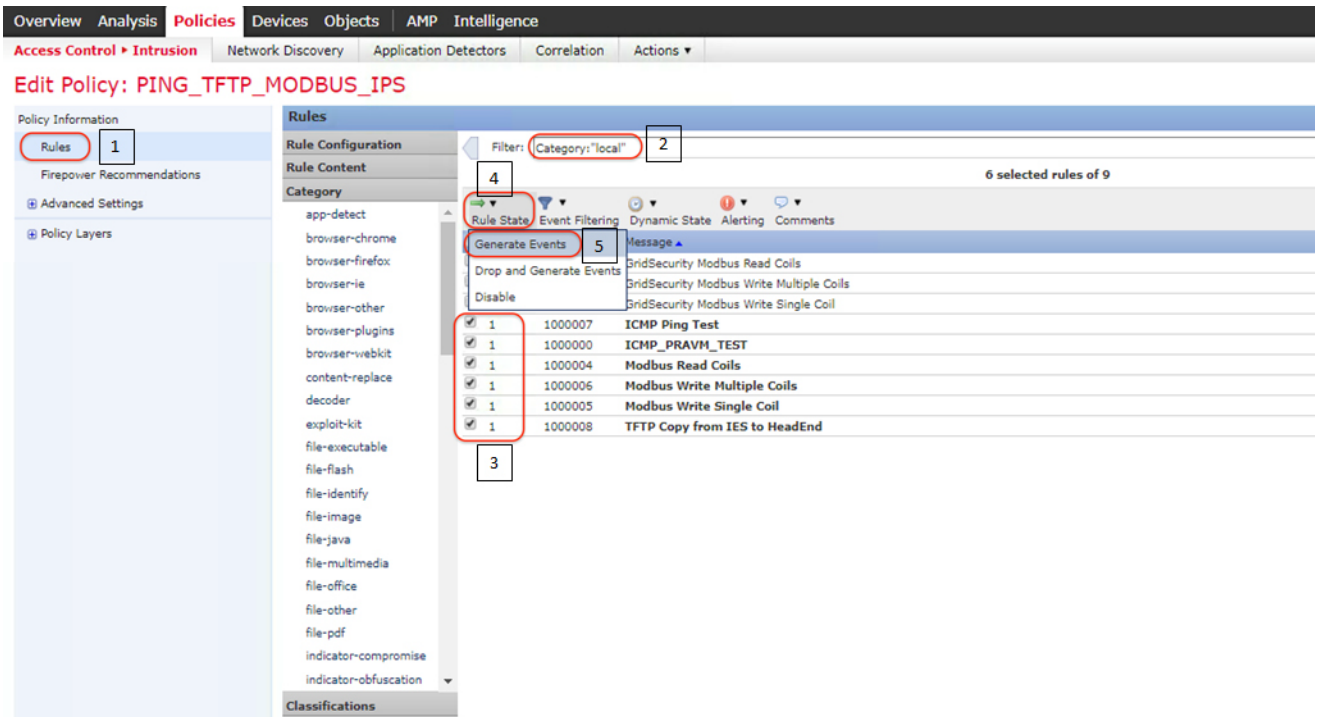 Overview Analysis Policies Devices Objects AMP Intelligence
Access Control ▸ Intrusion Network Discovery Application Detectors Correlation Actions ▼
Edit Policy: PING_TFTP_MODBUS_IPS
Policy Information
Rules 1
Firepower Recommendations
Advanced Settings
Policy Layers
Rules
Rule Configuration
Rule Content
Category
app-detect
browser-chrome
browser-firefox
browser-ie
browser-other
browser-plugins
browser-webkit
content-replace
decoder
exploit-kit
file-executable
file-flash
file-identify
file-image
file-java
file-multimedia
file-office
file-other
file-pdf
indicator-compromise
indicator-obfuscation
Classifications
Filter: Category:"local" 2
6 selected rules of 9
4
Rule State Event Filtering Dynamic State Alerting Comments
Generate Events 5
Drop and Generate Events
Disable
Message ▲
GridSecurity Modbus Read Coils
GridSecurity Modbus Write Multiple Coils
GridSecurity Modbus Write Single Coil
1 1000007 ICMP Ping Test
1 1000000 ICMP_PRAVM_TEST
1 1000004 Modbus Read Coils
1 1000006 Modbus Write Multiple Coils
1 1000005 Modbus Write Single Coil
1 1000008 TFTP Copy from IES to HeadEnd
3